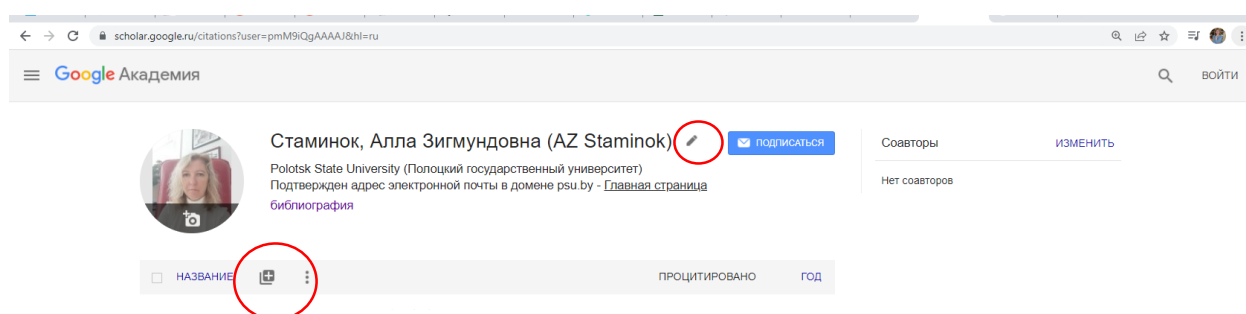 scholar.google.ru/citations?user=pmM9iQgAAAAJ&hl=ru
Google Академия
ВОЙТИ
Стаминок, Алла Зигмундовна (AZ Staminok)
ПОДПИСАТЬСЯ
Polotsk State University (Полоцкий государственный университет)
Подтвержден адрес электронной почты в домене psu.by - Главная страница
библиография
Соавторы ИЗМЕНИТЬ
Нет соавторов
НАЗВАНИЕ ПРОЦИТИРОВАНО ГОД